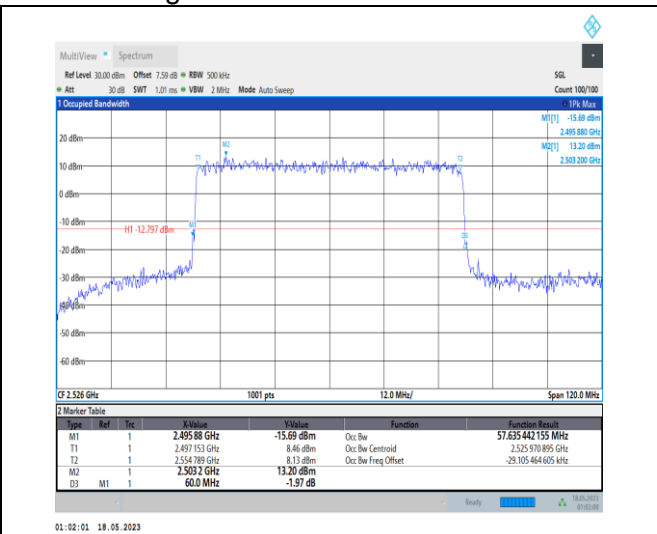 MultiView Spectrum
Ref Level 30.00 dBm Offset 7.59 dB RBW 500 kHz SGL
Att 30 dB SWT 1.01 ms VBW 2 MHz Mode Auto Sweep Count 100/100
1 Occupied Bandwidth 1Pk Max
M1[1] -15.69 dBm
2.495 880 GHz
M2[1] 13.20 dBm
2.503 200 GHz
20 dBm
M2
T1 T2
10 dBm
0 dBm
-10 dBm
M1
H1 -12.797 dBm
D3
-20 dBm
-30 dBm
-40 dBm
-50 dBm
-60 dBm
CF 2.526 GHz 1001 pts 12.0 MHz/ Span 120.0 MHz
2 Marker Table
Type Ref Trc X-Value Y-Value Function Function Result
M1 1 2.495 88 GHz -15.69 dBm Occ Bw 57.635 442 155 MHz
T1 1 2.497 153 GHz 8.46 dBm Occ Bw Centroid 2.525 970 895 GHz
T2 1 2.554 789 GHz 8.13 dBm Occ Bw Freq Offset -29.105 464 605 kHz
M2 1 2.503 2 GHz 13.20 dBm
D3 M1 1 60.0 MHz -1.97 dB
Ready 18.05.2023
01:02:00
01:02:01 18.05.2023